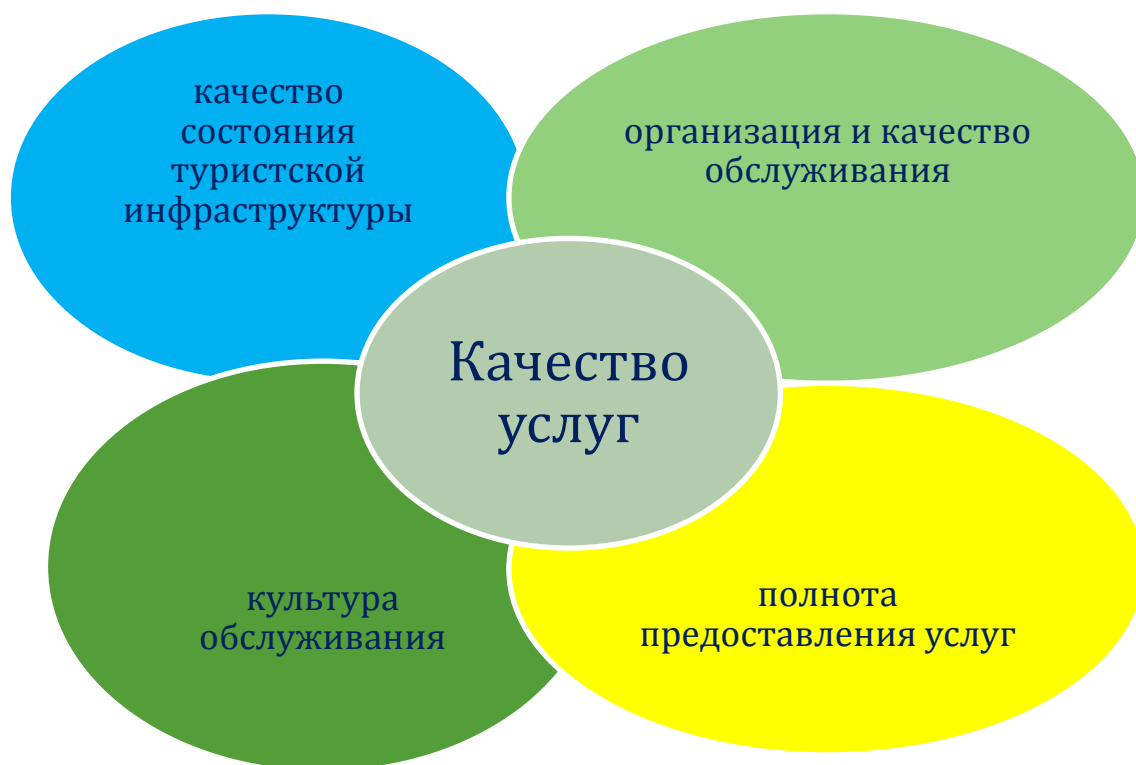 качество
состояния
туристской
инфраструктуры
организация и качество
обслуживания
Качество
услуг
культура
обслуживания
полнота
предоставления услуг